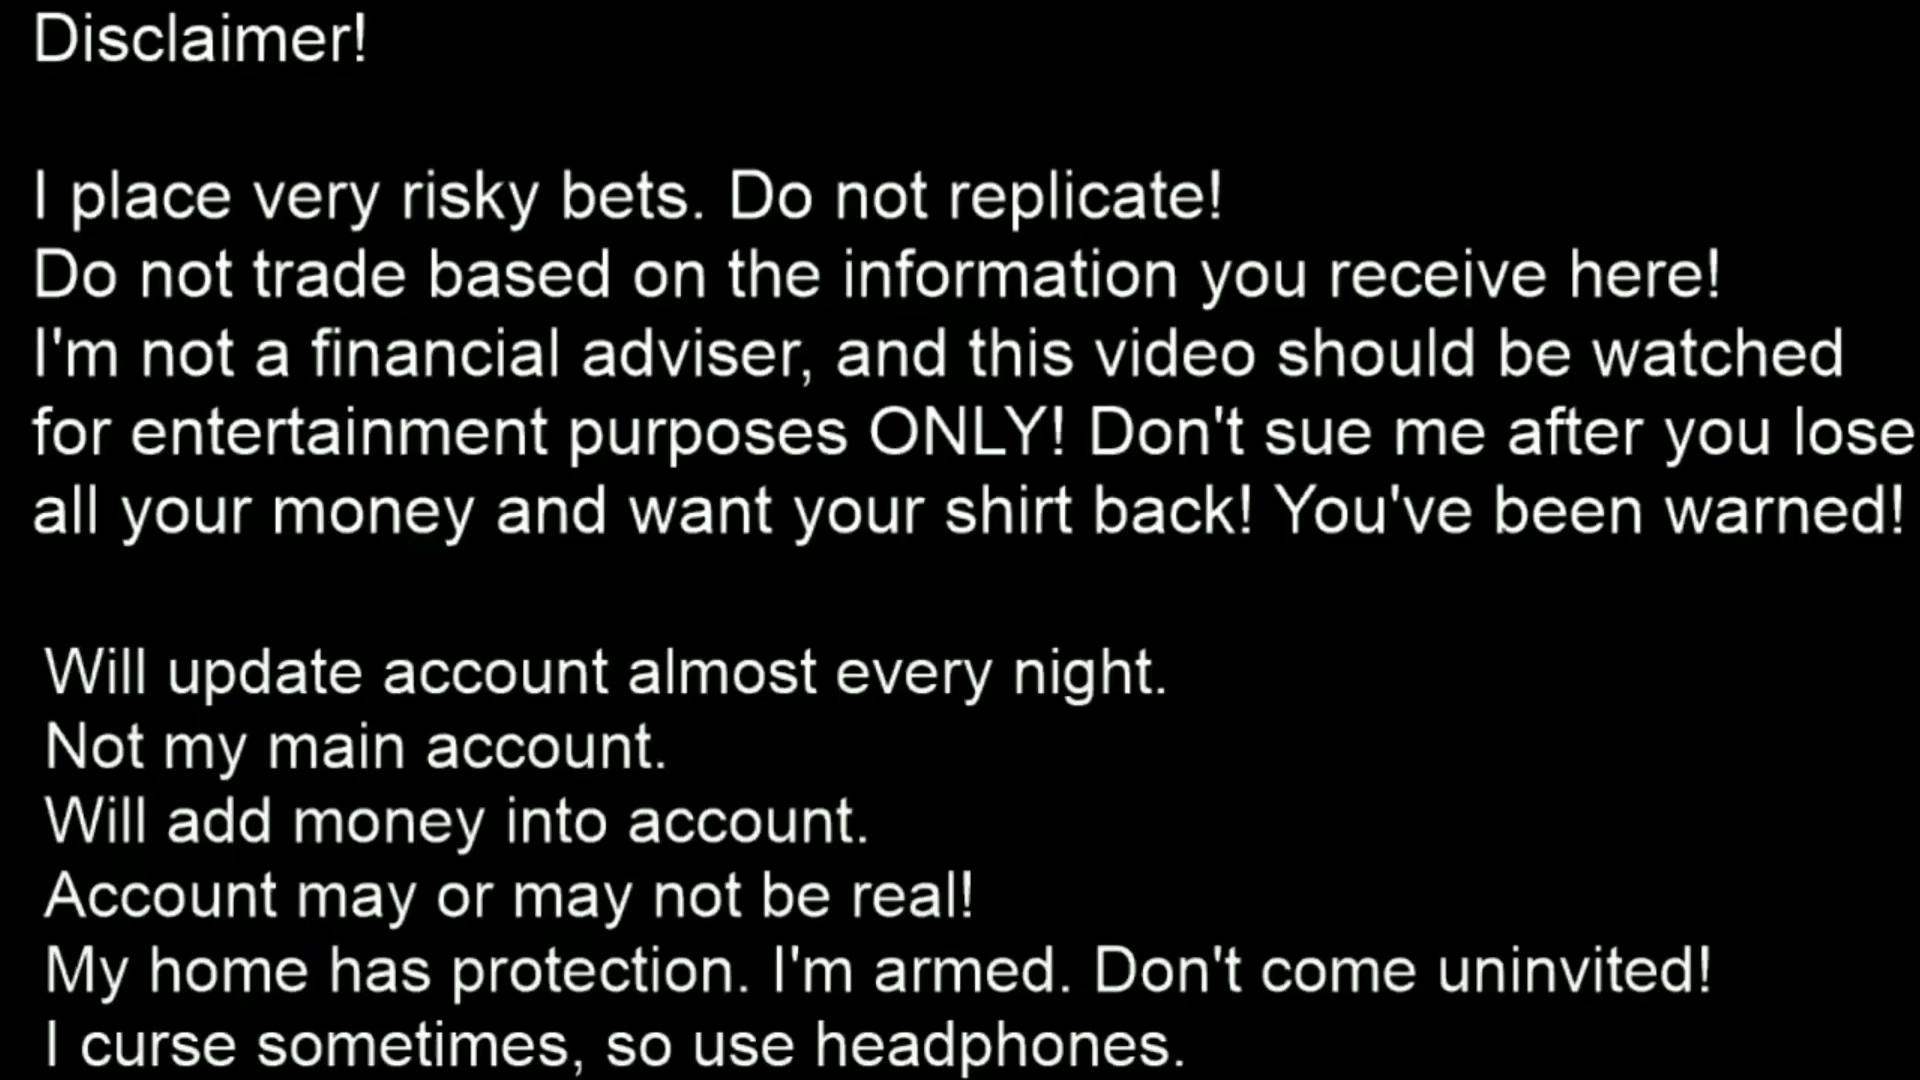 Disclaimer!
I place very risky bets. Do not replicate!
Do not trade based on the information you receive here!
I'm not a financial adviser, and this video should be watched
for entertainment purposes ONLY! Don't sue me after you lose
all your money and want your shirt back! You've been warned!
Will update account almost every night.
Not my main account.
Will add money into account.
Account may or may not be real!
My home has protection. I'm armed. Don't come uninvited!
I curse sometimes, so use headphones.